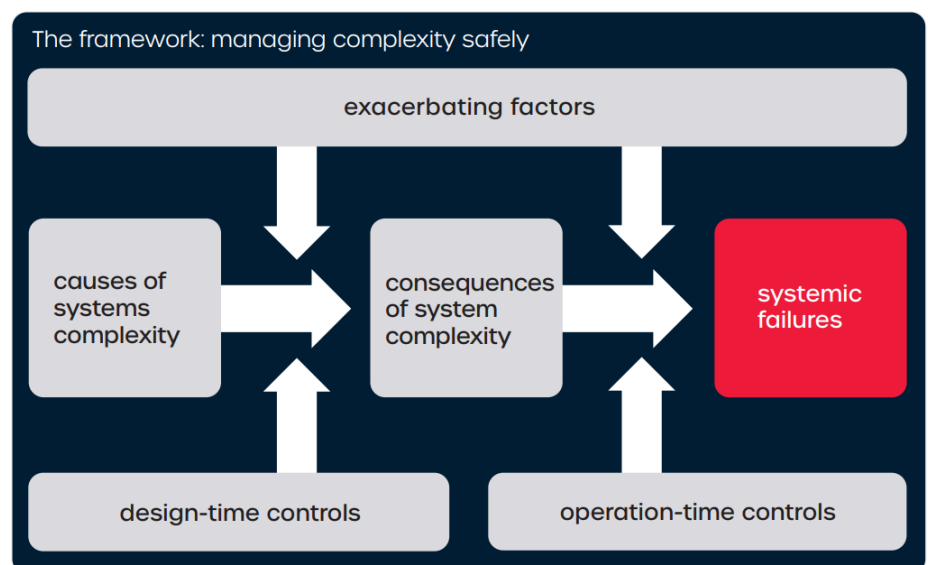 The framework: managing complexity safely
exacerbating factors
causes of
systems
complexity
consequences
of system
complexity
systemic
failures
design-time controls
operation-time controls